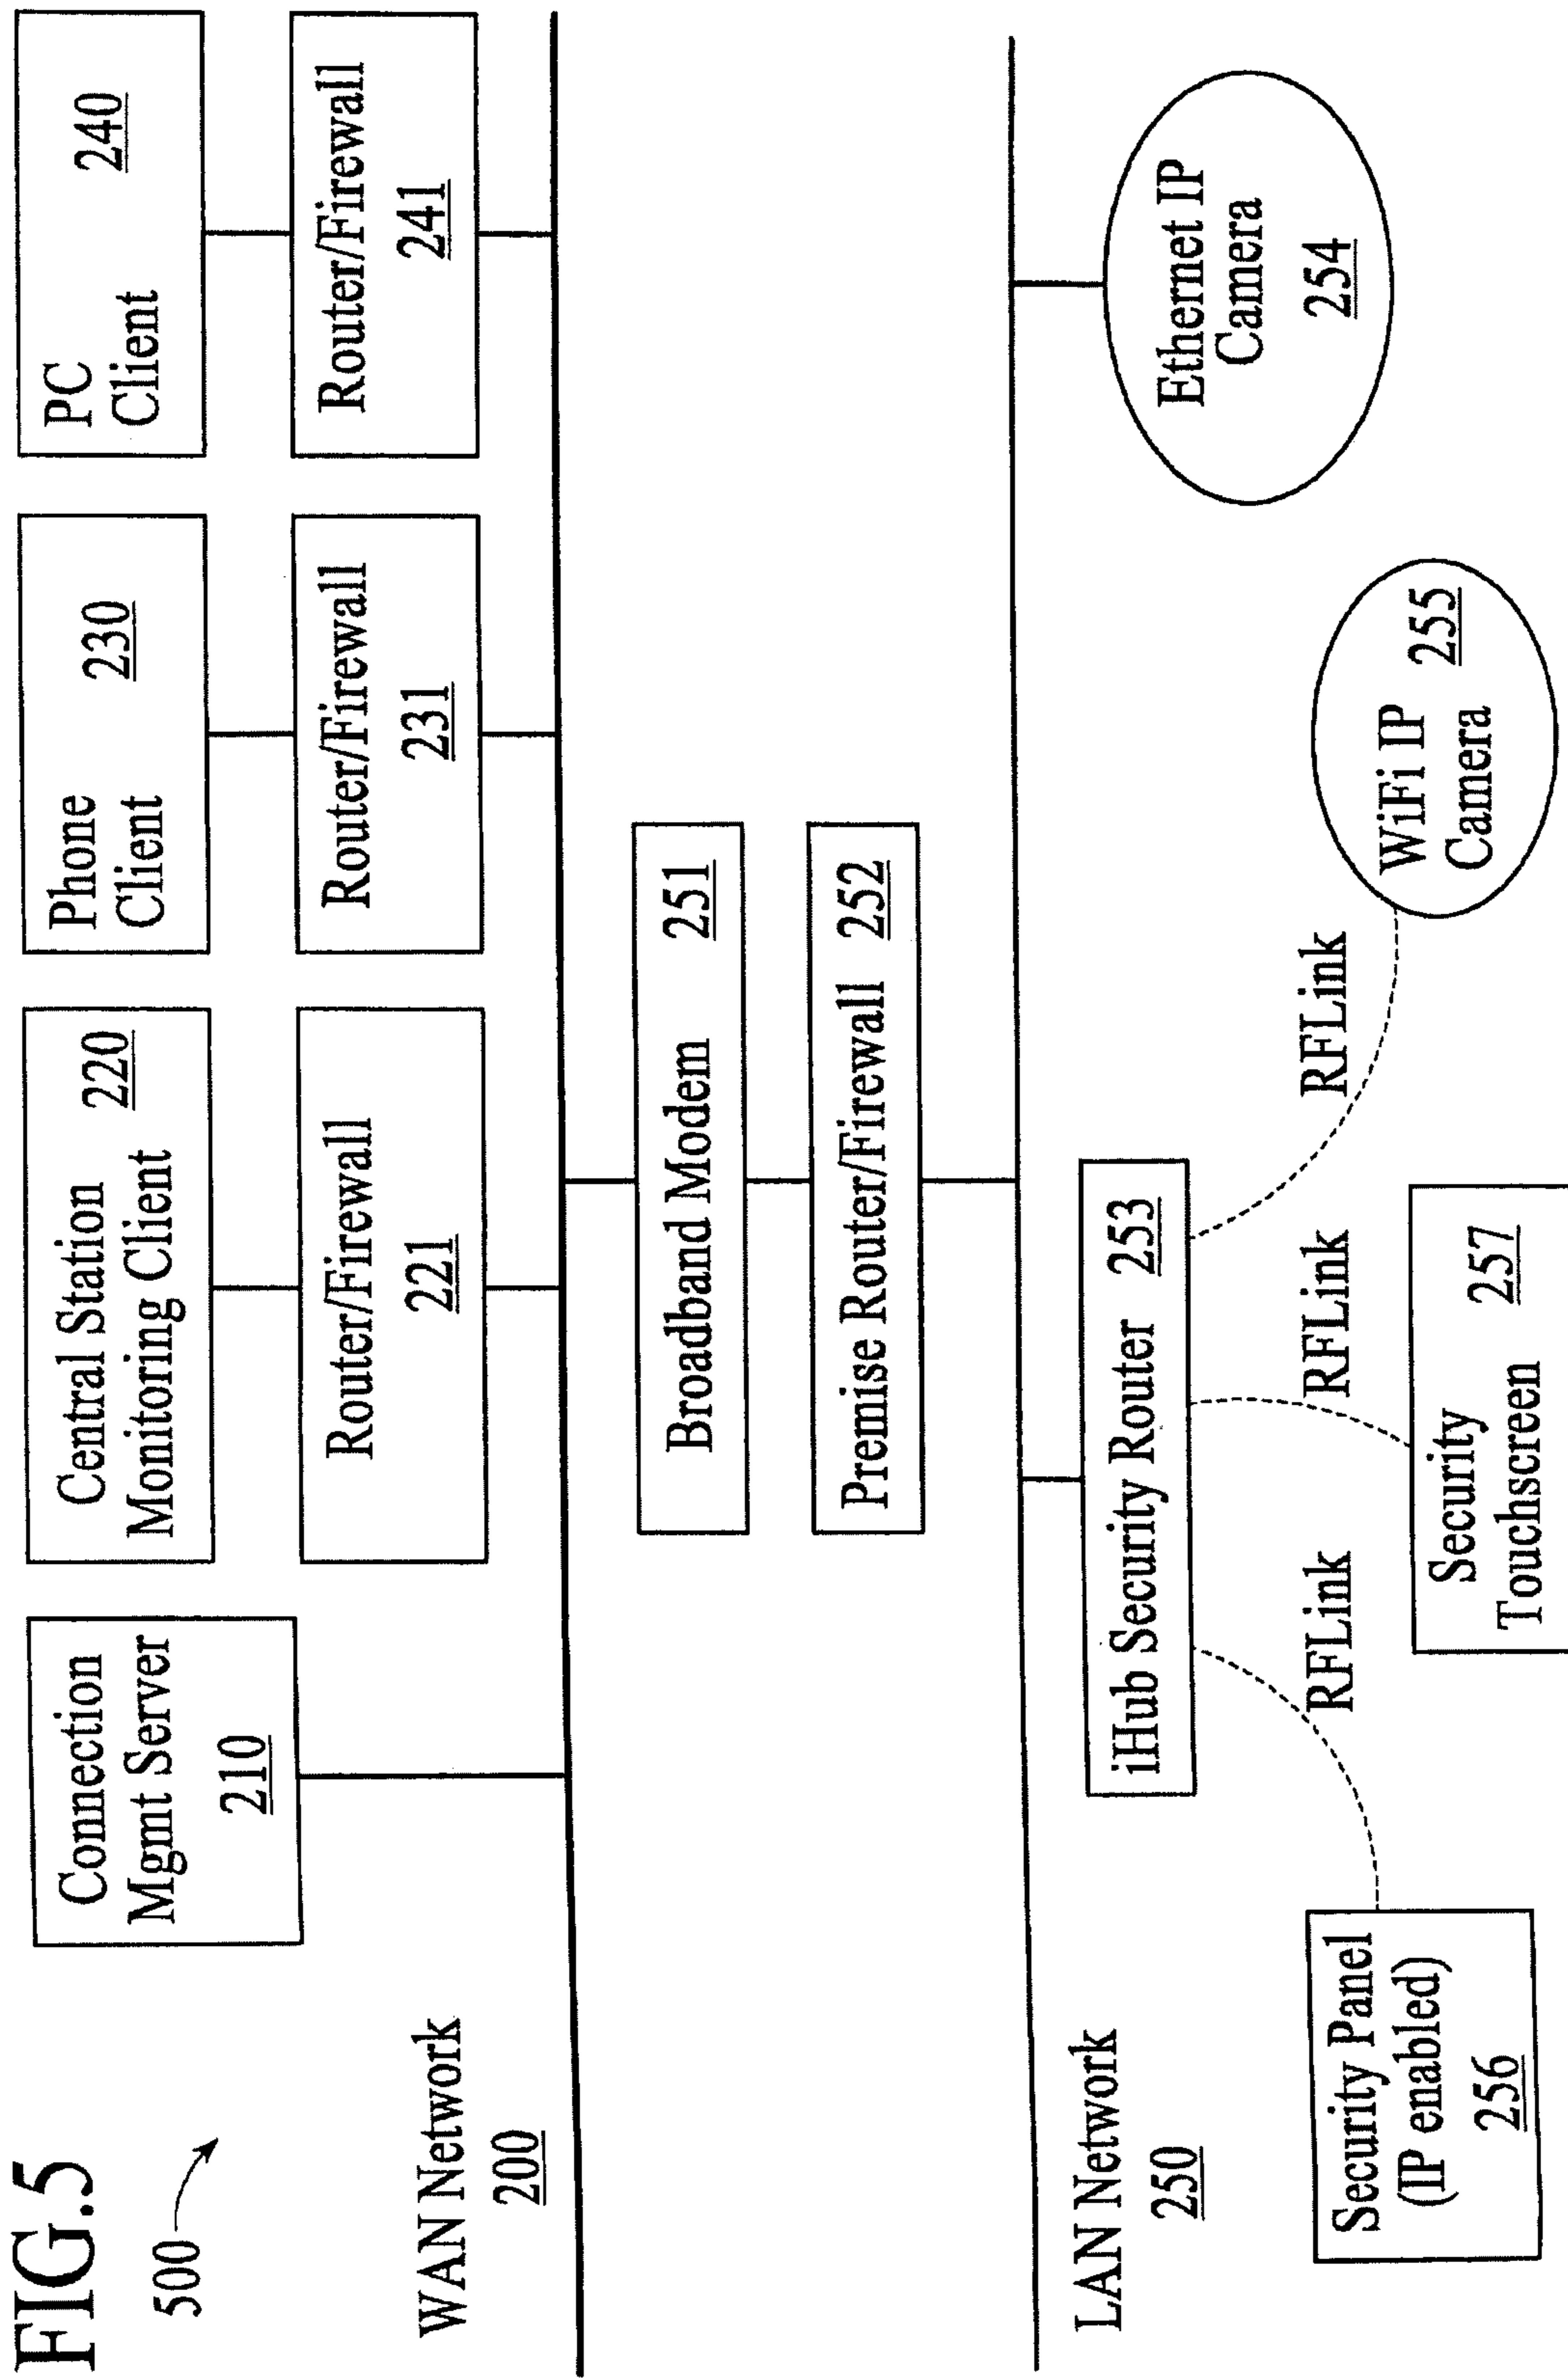 FIG.5
500
Connection
Mgmt Server
210
Central Station
Monitoring Client
220
Phone
Client
230
PC
Client
240
Router/Firewall
221
Router/Firewall
231
Router/Firewall
241
WAN Network
200
Broadband Modem 251
Premise Router/Firewall 252
LAN Network
250
iHub Security Router 253
Ethernet IP
Camera
254
RFLink
RFLink
RFLink
Security Panel
(IP enabled)
256
Security
Touchscreen
257
WiFi IP
Camera
255